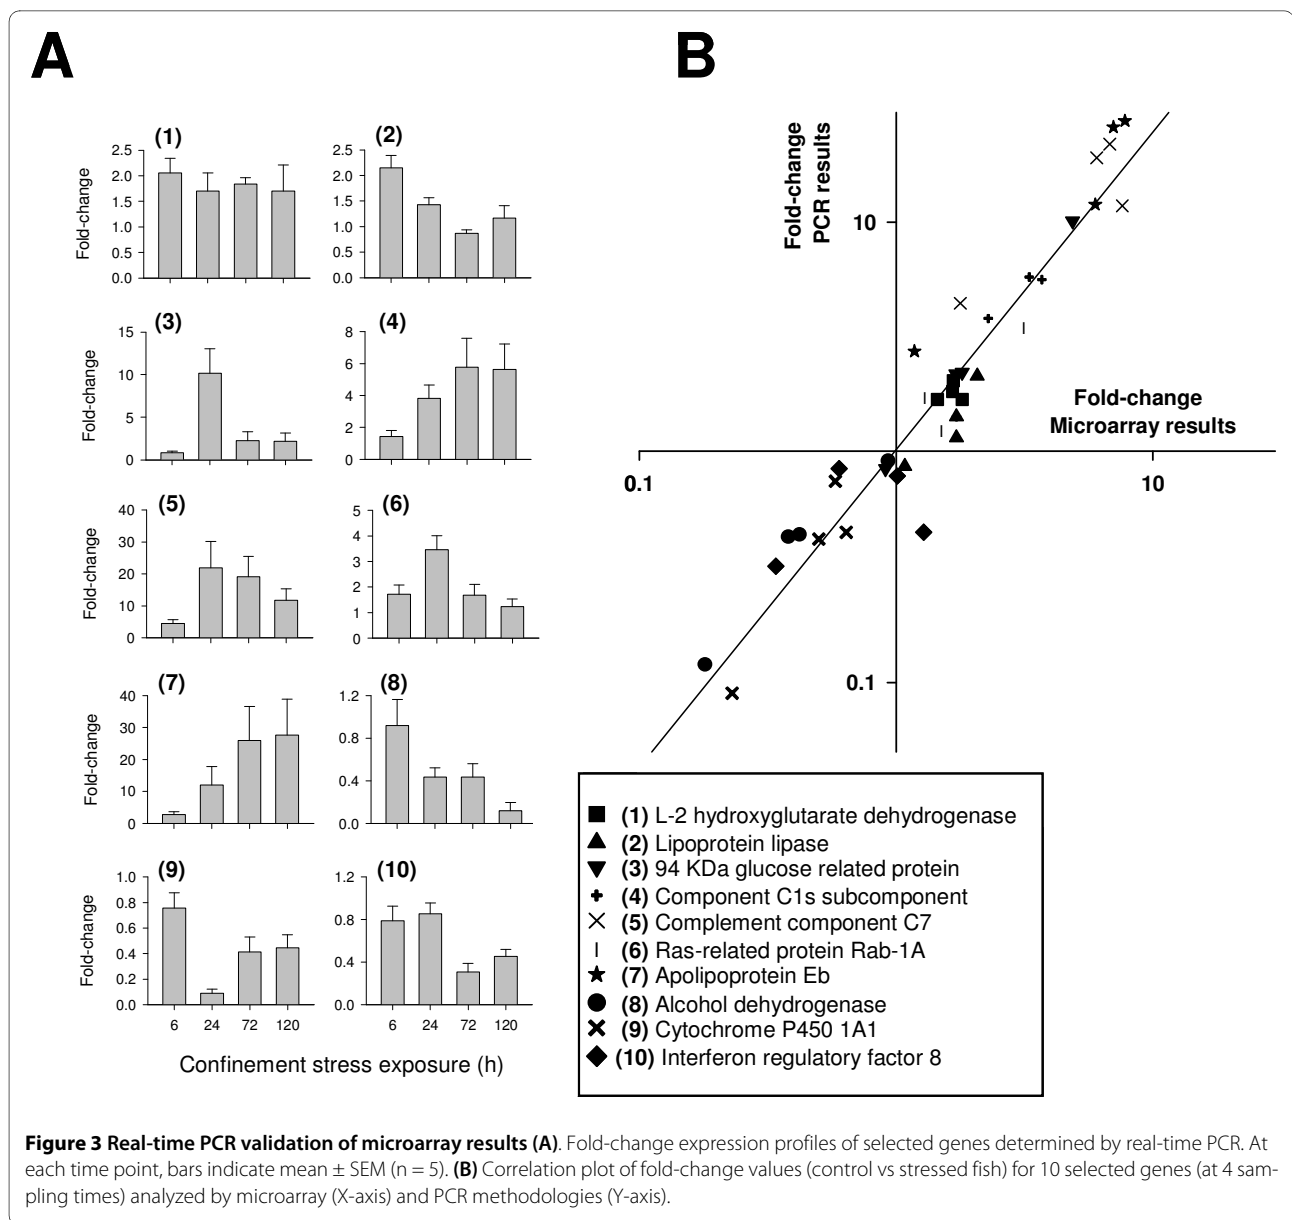 A
B
(1)
Fold-change
2.5
2.0
1.5
1.0
0.5
0.0
(2)
2.5
2.0
1.5
1.0
0.5
0.0
(3)
Fold-change
15
10
5
0
(4)
8
6
4
2
0
(5)
Fold-change
40
30
20
10
0
(6)
5
4
3
2
1
0
(7)
Fold-change
40
30
20
10
0
(8)
1.2
0.8
0.4
0.0
(9)
Fold-change
1.0
0.8
0.6
0.4
0.2
0.0
6 24 72 120
(10)
1.2
0.8
0.4
0.0
6 24 72 120
Confinement stress exposure (h)
Fold-change
PCR results
10
Fold-change
Microarray results
0.1
10
0.1
(1) L-2 hydroxyglutarate dehydrogenase
(2) Lipoprotein lipase
(3) 94 KDa glucose related protein
(4) Component C1s subcomponent
(5) Complement component C7
(6) Ras-related protein Rab-1A
(7) Apolipoprotein Eb
(8) Alcohol dehydrogenase
(9) Cytochrome P450 1A1
(10) Interferon regulatory factor 8
Figure 3 Real-time PCR validation of microarray results (A). Fold-change expression profiles of selected genes determined by real-time PCR. At
each time point, bars indicate mean ± SEM (n = 5). (B) Correlation plot of fold-change values (control vs stressed fish) for 10 selected genes (at 4 sam-
pling times) analyzed by microarray (X-axis) and PCR methodologies (Y-axis).